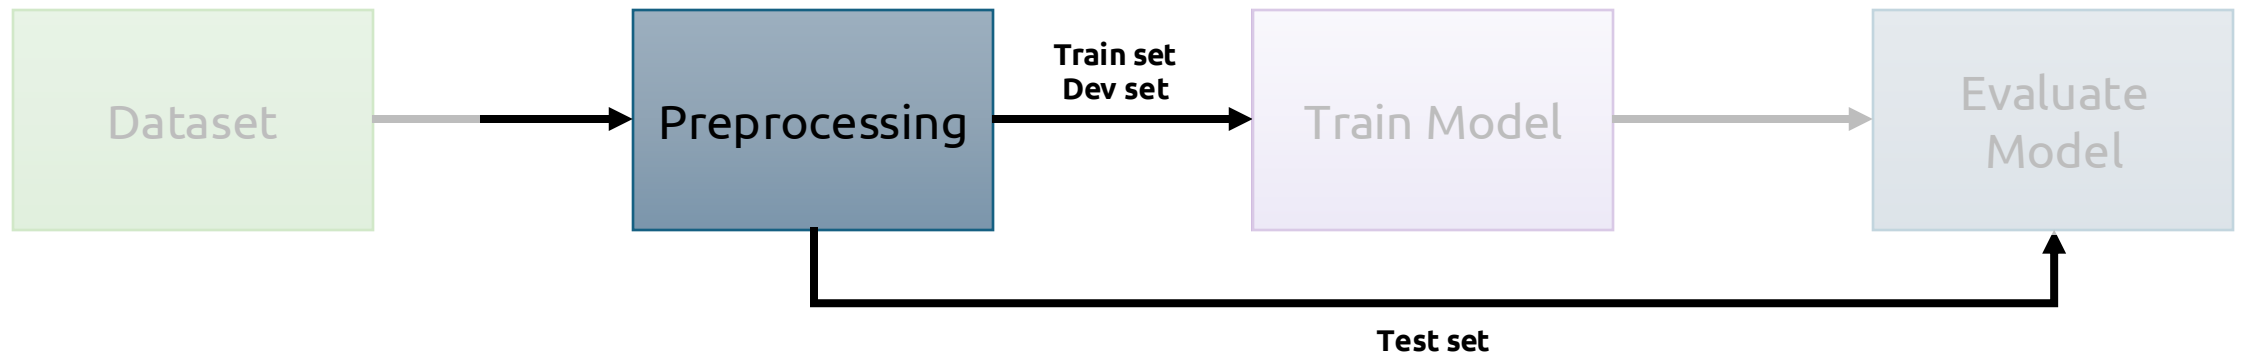 Dataset
Preprocessing
Train set
Dev set
Train Model
Evaluate
Model
Test set